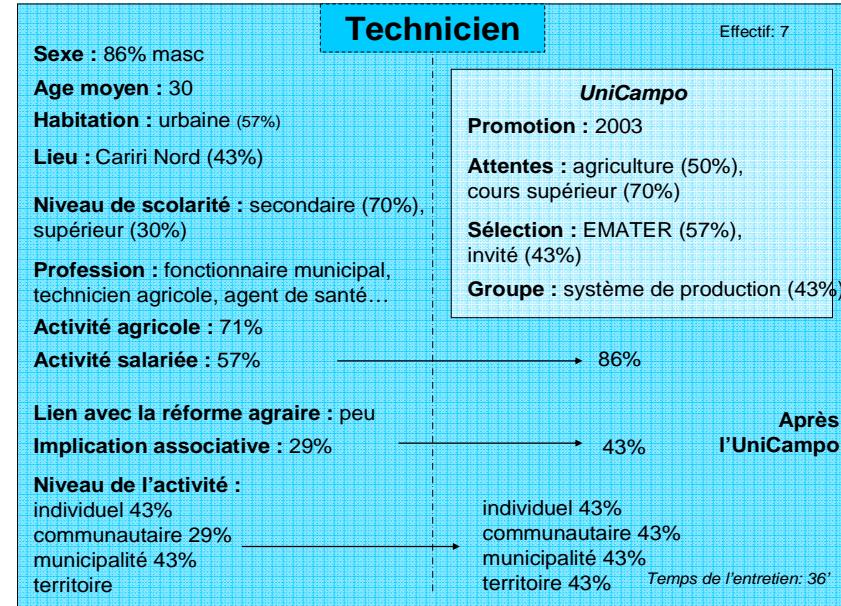 Technicien
Effectif: 7
Sexe : 86% masc
Age moyen : 30
Habitation : urbaine (57%)
Lieu : Cariri Nord (43%)
Niveau de scolarité : secondaire (70%),
supérieur (30%)
Profession : fonctionnaire municipal,
technicien agricole, agent de santé…
Activité agricole : 71%
Activité salariée : 57%
86%
Lien avec la réforme agraire : peu
Implication associative : 29%
43%
Niveau de l'activité :
individuel 43%
communautaire 29%
municipalité 43%
territoire
UniCampo
Promotion : 2003
Attentes : agriculture (50%),
cours supérieur (70%)
Sélection : EMATER (57%),
invité (43%)
Groupe : système de production (43%)
Après
l'UniCampo
individuel 43%
communautaire 43%
municipalité 43%
territoire 43%
Temps de l'entretien: 36'